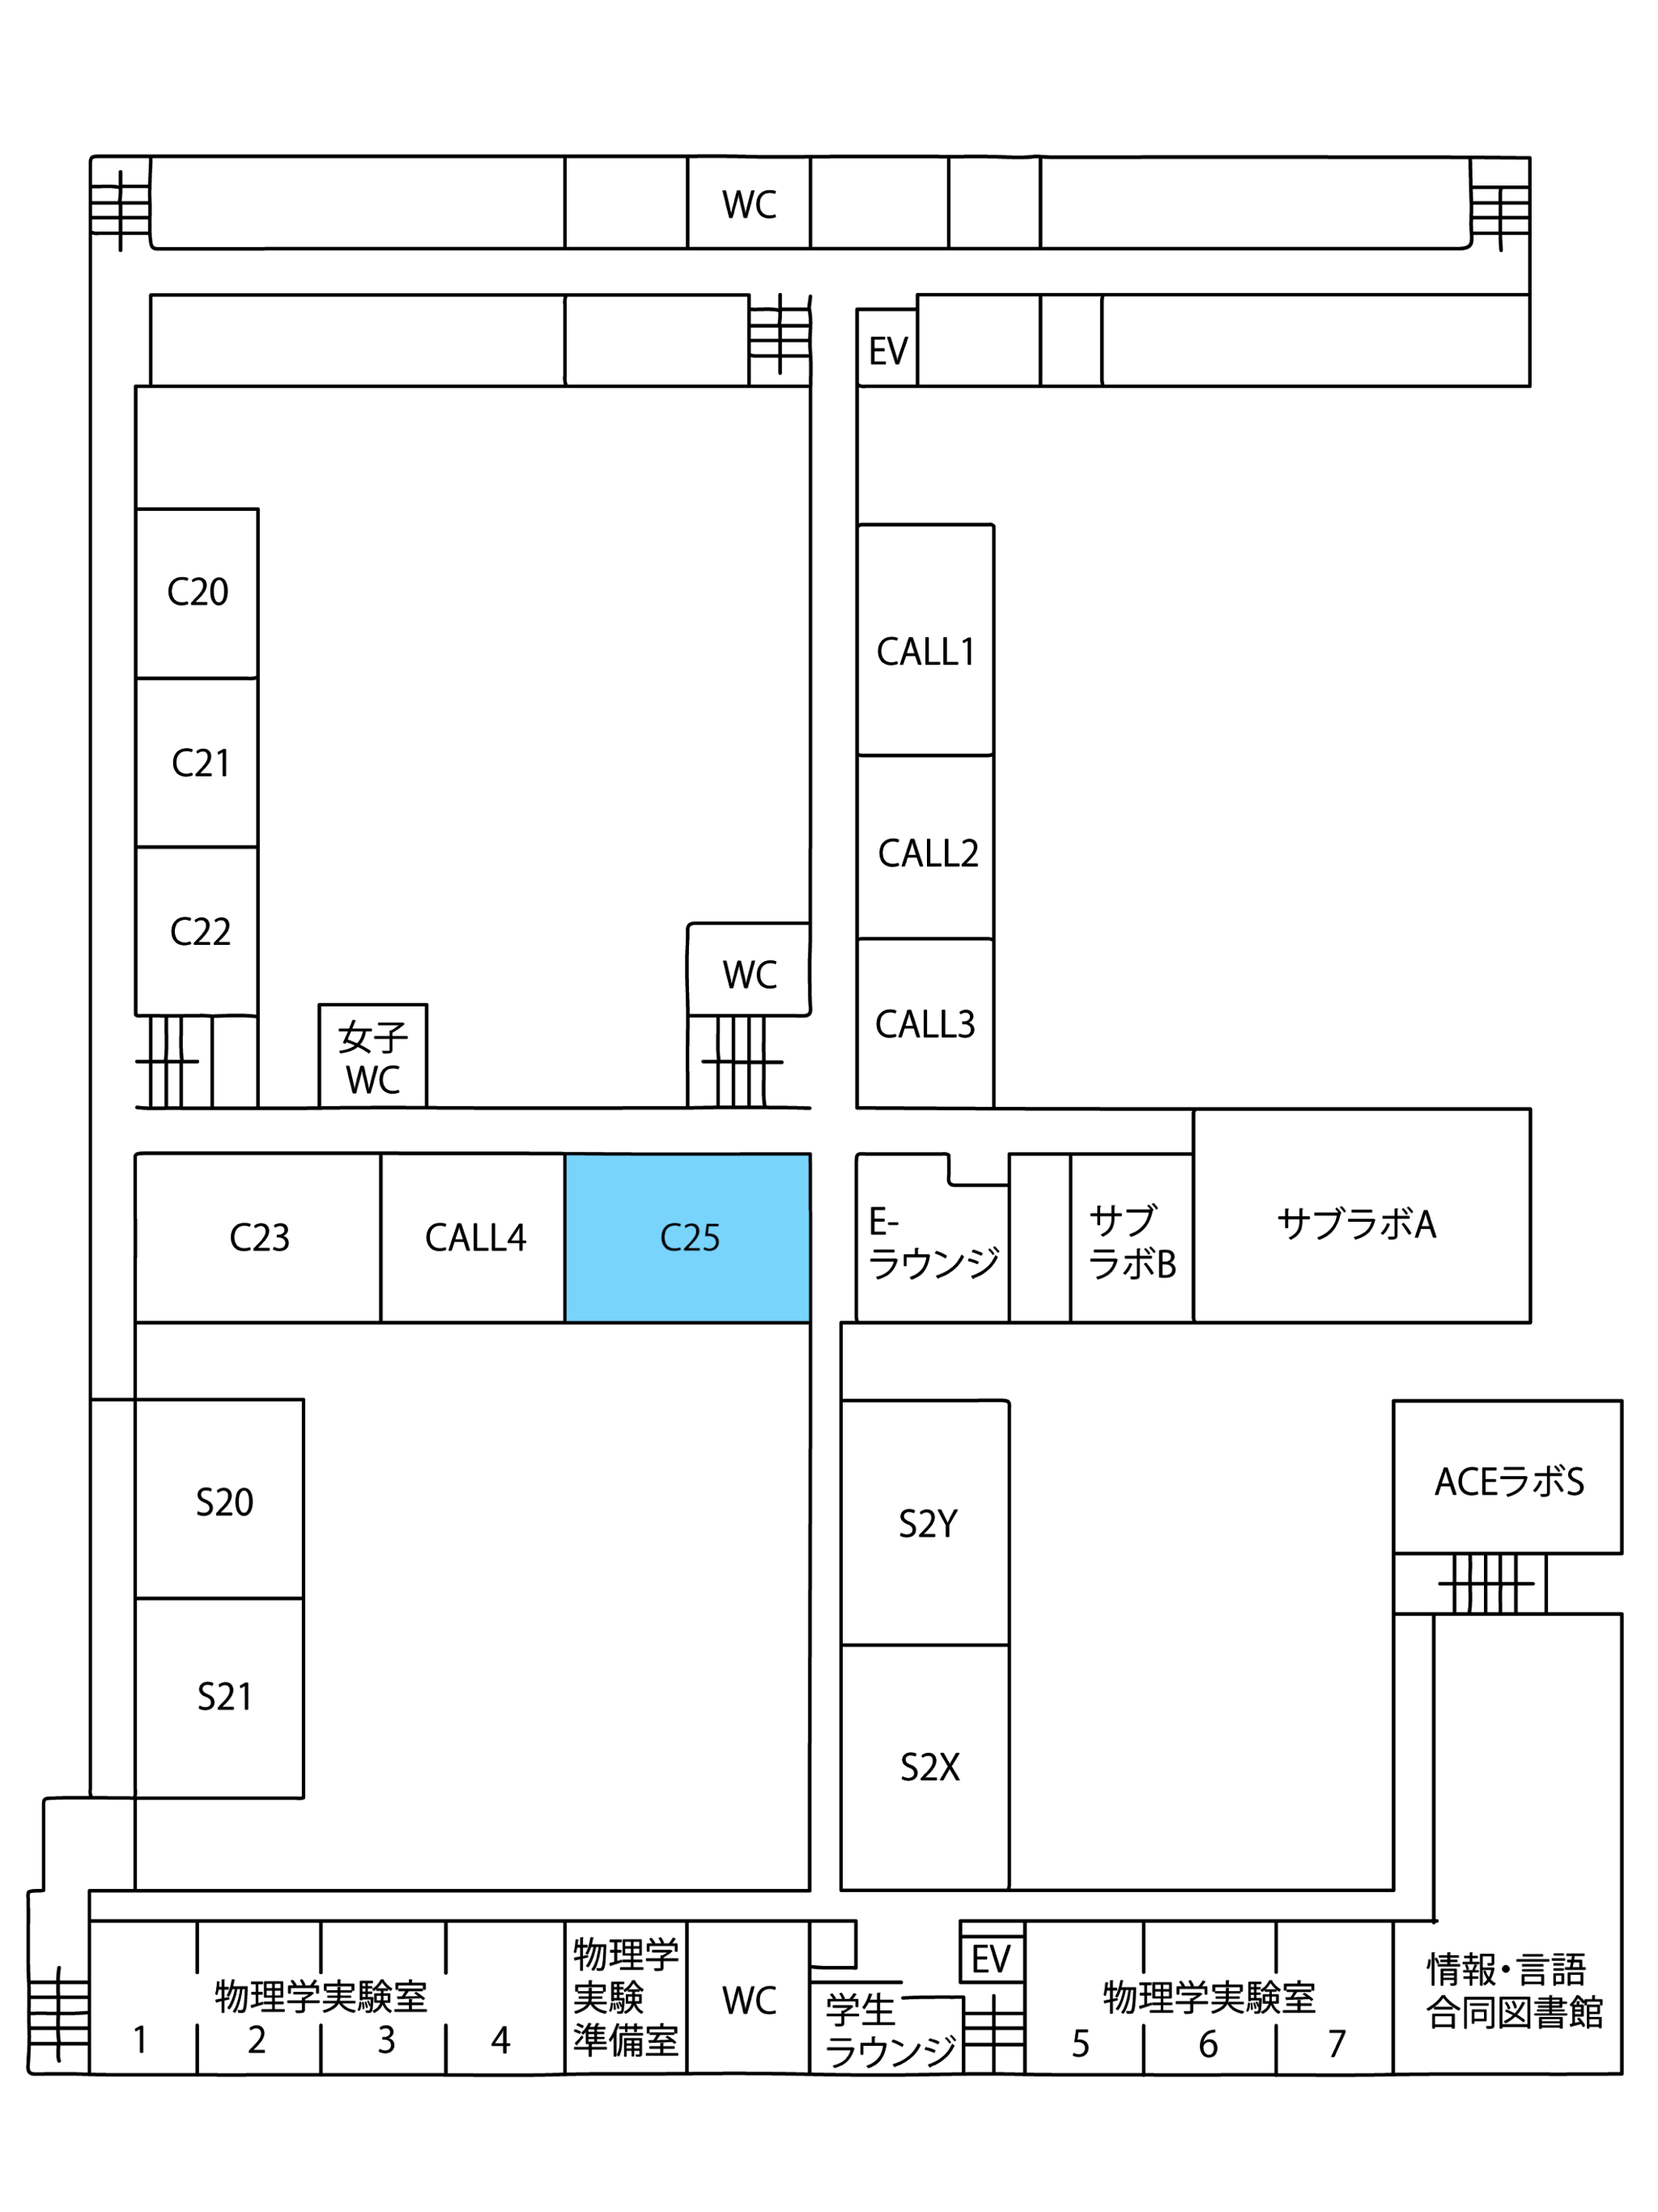 WC
EV
C20
CALL1
C21
CALL2
C22
WC
CALL3
女子
WC
C23
CALL4
C25
E-
ラウンジ
サブ
ラボB
サブラボA
S20
S2Y
ACEラボS
S21
S2X
物理学実験室
1
2
3
4
物理学
実験
準備室
WC
学生
ラウンジ
EV
物理学実験室
5
6
7
情報・言語
合同図書館